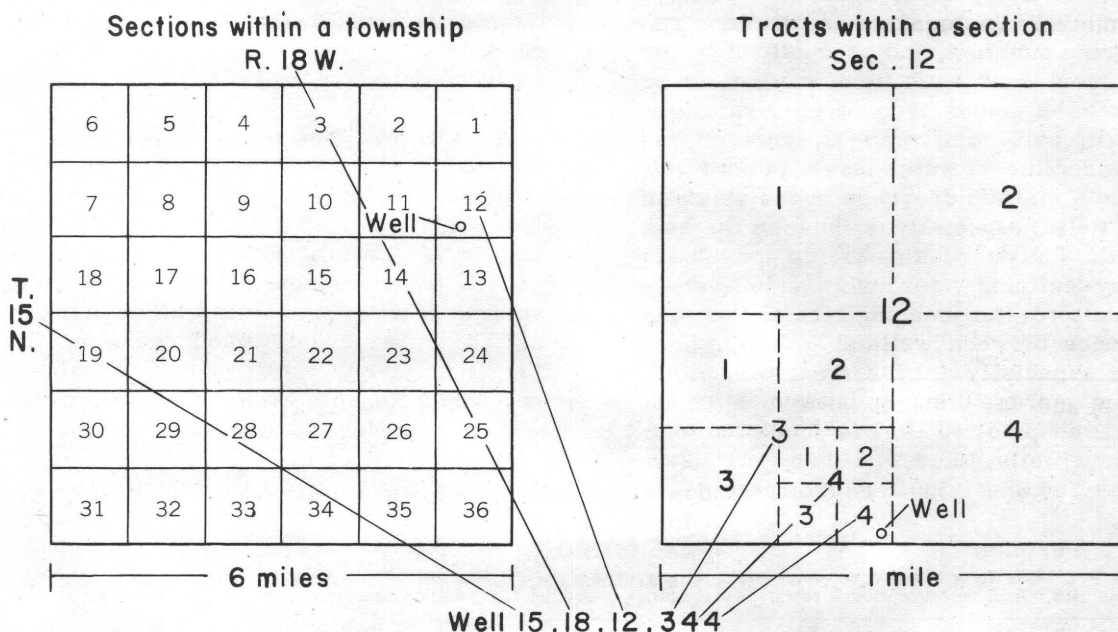 Sections within a township
R. 18 W.
6 5 4 3 2 1
7 8 9 10 11 12
Well
18 17 16 15 14 13
T.
15
N.
19 20 21 22 23 24
30 29 28 27 26 25
31 32 33 34 35 36
6 miles
Tracts within a section
Sec. 12
1 2
12
1 2
3 4
1 2
3 4
3 4
Well
1 mile
Well 15.18.12.344